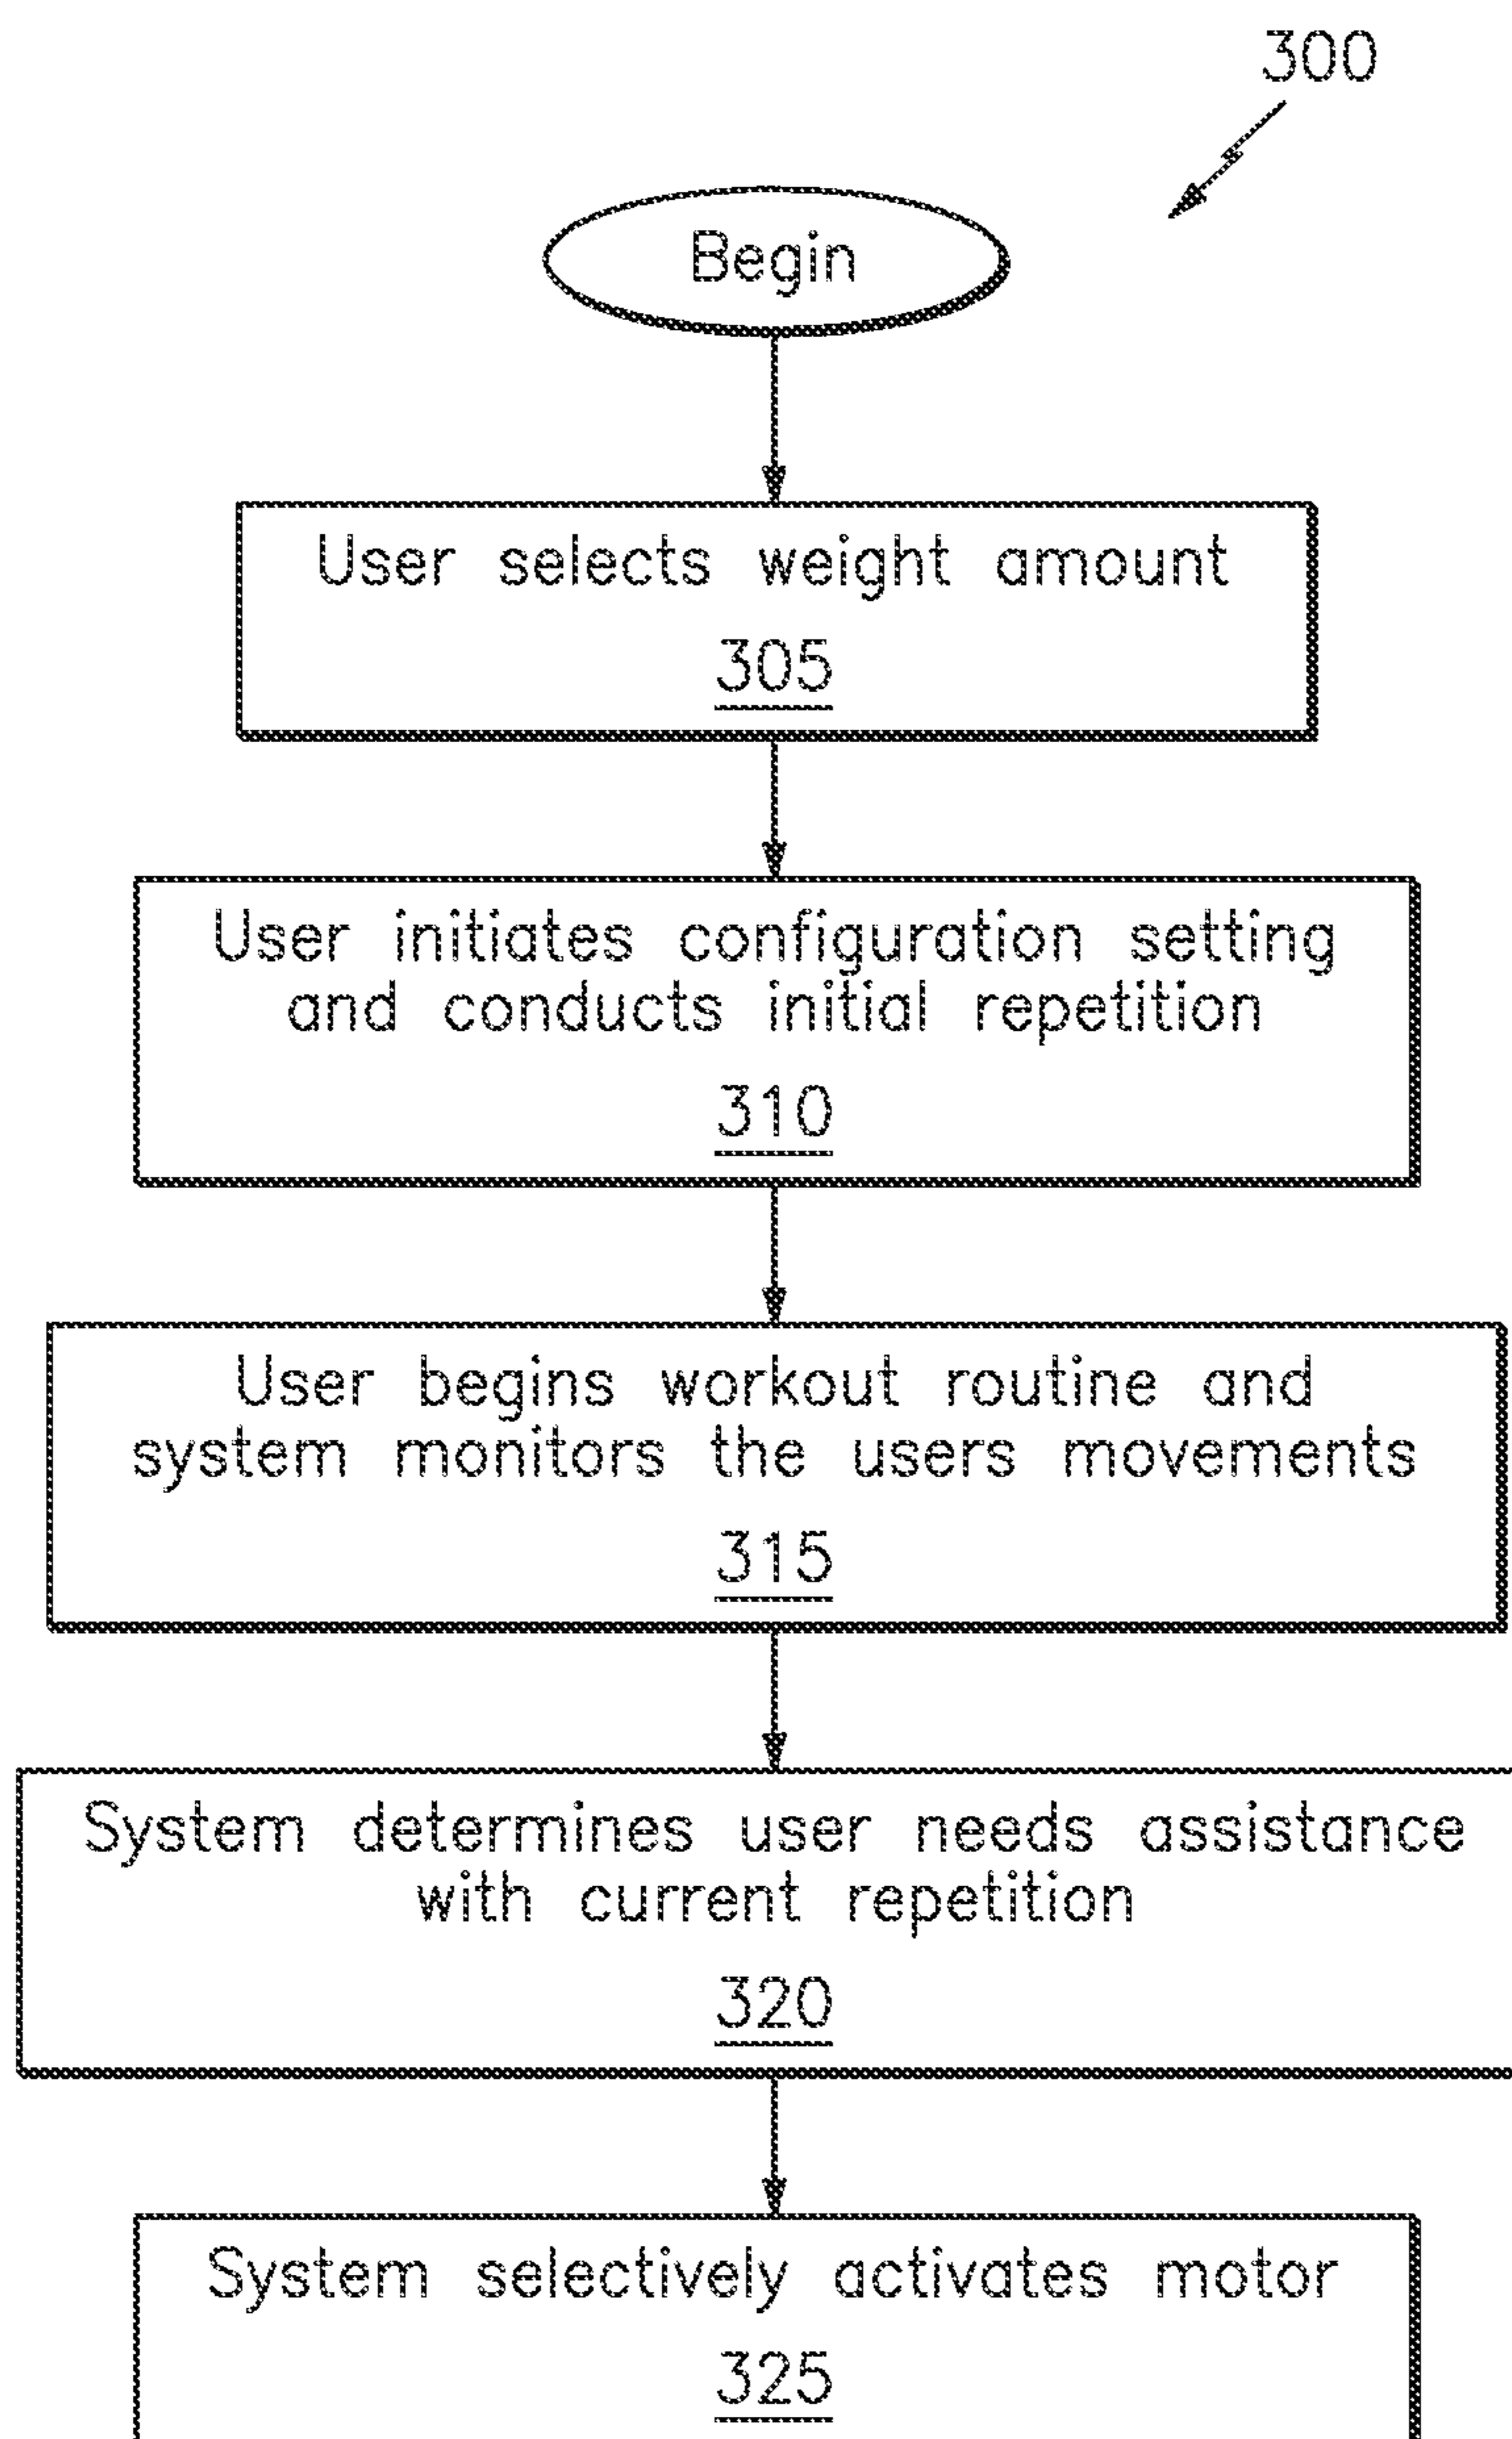 300
Begin
User selects weight amount
305
User initiates configuration setting
and conducts initial repetition
310
User begins workout routine and
system monitors the users movements
315
System determines user needs assistance
with current repetition
320
System selectively activates motor
325